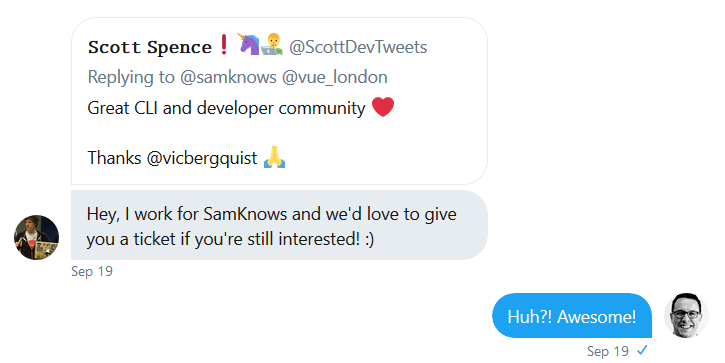 Scott Spence❗🦄👨‍💻 @ScottDevTweets
Replying to @samknows @vue_london
Great CLI and developer community ❤️
Thanks @vicbergquist 🙏
Hey, I work for SamKnows and we'd love to give
you a ticket if you're still interested! :)
Sep 19
Huh?! Awesome!
Sep 19 ✓